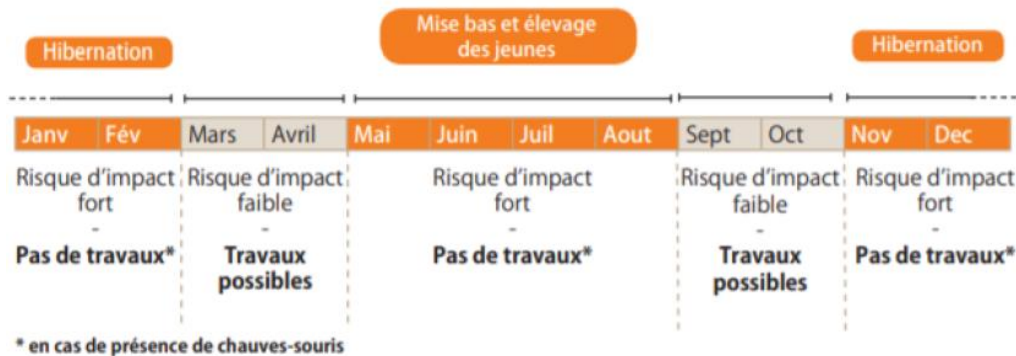 Hibernation
Mise bas et élevage
des jeunes
Hibernation
Janv Fév Mars Avril Mai Juin Juil Aout Sept Oct Nov Dec
Risque d'impact
fort
-
Pas de travaux*
Risque d'impact
faible
-
Travaux
possibles
Risque d'impact
fort
-
Pas de travaux*
Risque d'impact
faible
-
Travaux
possibles
Risque d'impact
fort
-
Pas de travaux*
* en cas de présence de chauves-souris